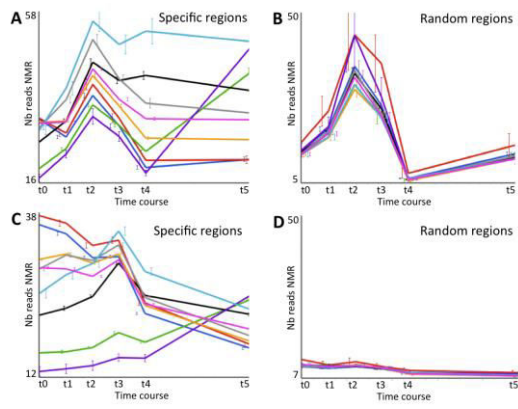 A
58
Specific regions
Nb reads NMR
16
t0 t1 t2 t3 t4 t5
Time course
B
50
Random regions
Nb reads NMR
5
t0 t1 t2 t3 t4 t5
Time course
C
38
Specific regions
Nb reads NMR
12
t0 t1 t2 t3 t4 t5
Time course
D
50
Random regions
Nb reads NMR
7
t0 t1 t2 t3 t4 t5
Time course